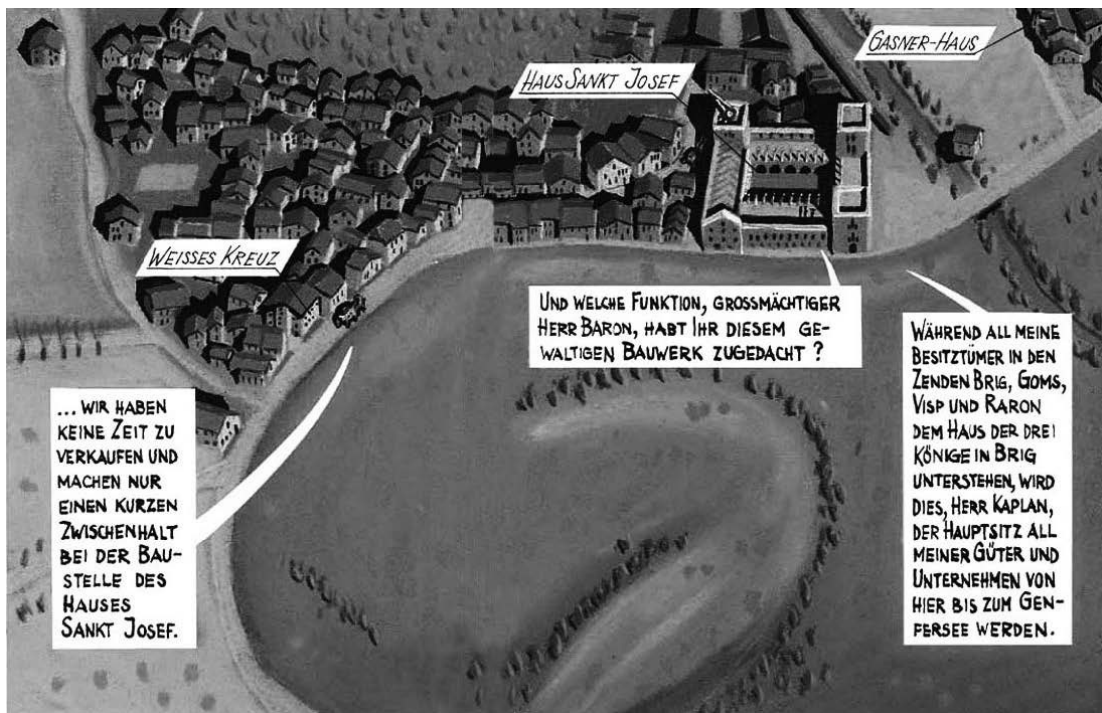 GASNER-HAUS
HAUS SANKT JOSEF
WEISSES KREUZ
... WIR HABEN
KEINE ZEIT ZU
VERKAUFEN UND
MACHEN NUR
EINEN KURZEN
ZWISCHENHALT
BEI DER BAU-
STELLE DES
HAUSES
SANKT JOSEF.
UND WELCHE FUNKTION, GROSSMÄCHTIGER
HERR BARON, HABT IHR DIESEM GE-
WALTIGEN BAUWERK ZUGEDACHT ?
WÄHREND ALL MEINE
BESITZTÜMER IN DEN
ZENDEN BRIG, GOMS,
VISP UND RARON
DEM HAUS DER DREI
KÖNIGE IN BRIG
UNTERSTEHEN, WIRD
DIES, HERR KAPLAN,
DER HAUPTSITZ ALL
MEINER GÜTER UND
UNTERNEHMEN VON
HIER BIS ZUM GEN-
FERSEE WERDEN.